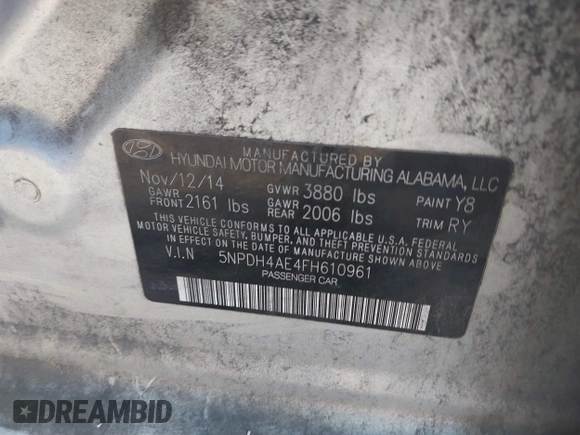 MANUFACTURED BY
HYUNDAI MOTOR MANUFACTURING ALABAMA, LLC
Nov/12/14 GVWR 3880 lbs PAINT Y8
GAWR FRONT 2161 lbs GAWR REAR 2006 lbs TRIM RY
THIS VEHICLE CONFORMS TO ALL APPLICABLE U.S.A. FEDERAL
MOTOR VEHICLE SAFETY, BUMPER, AND THEFT PREVENTION STANDARDS
IN EFFECT ON THE DATE OF MANUFACTURE SHOWN ABOVE
V.I.N 5NPDH4AE4FH610961
PASSENGER CAR
DREAMBID